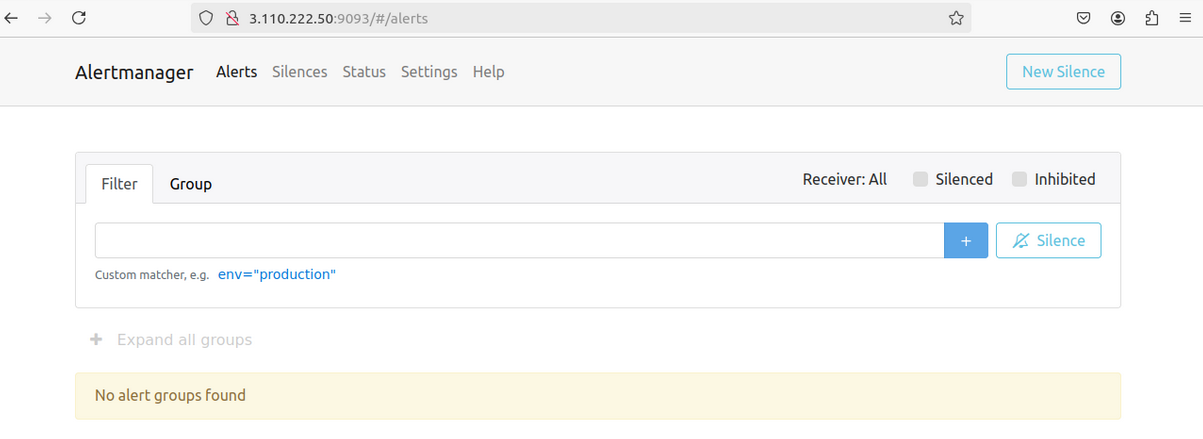 3.110.222.50:9093/#/alerts
Alertmanager Alerts Silences Status Settings Help New Silence
Filter Group Receiver: All Silenced Inhibited
+ Silence
Custom matcher, e.g. env="production"
+ Expand all groups
No alert groups found